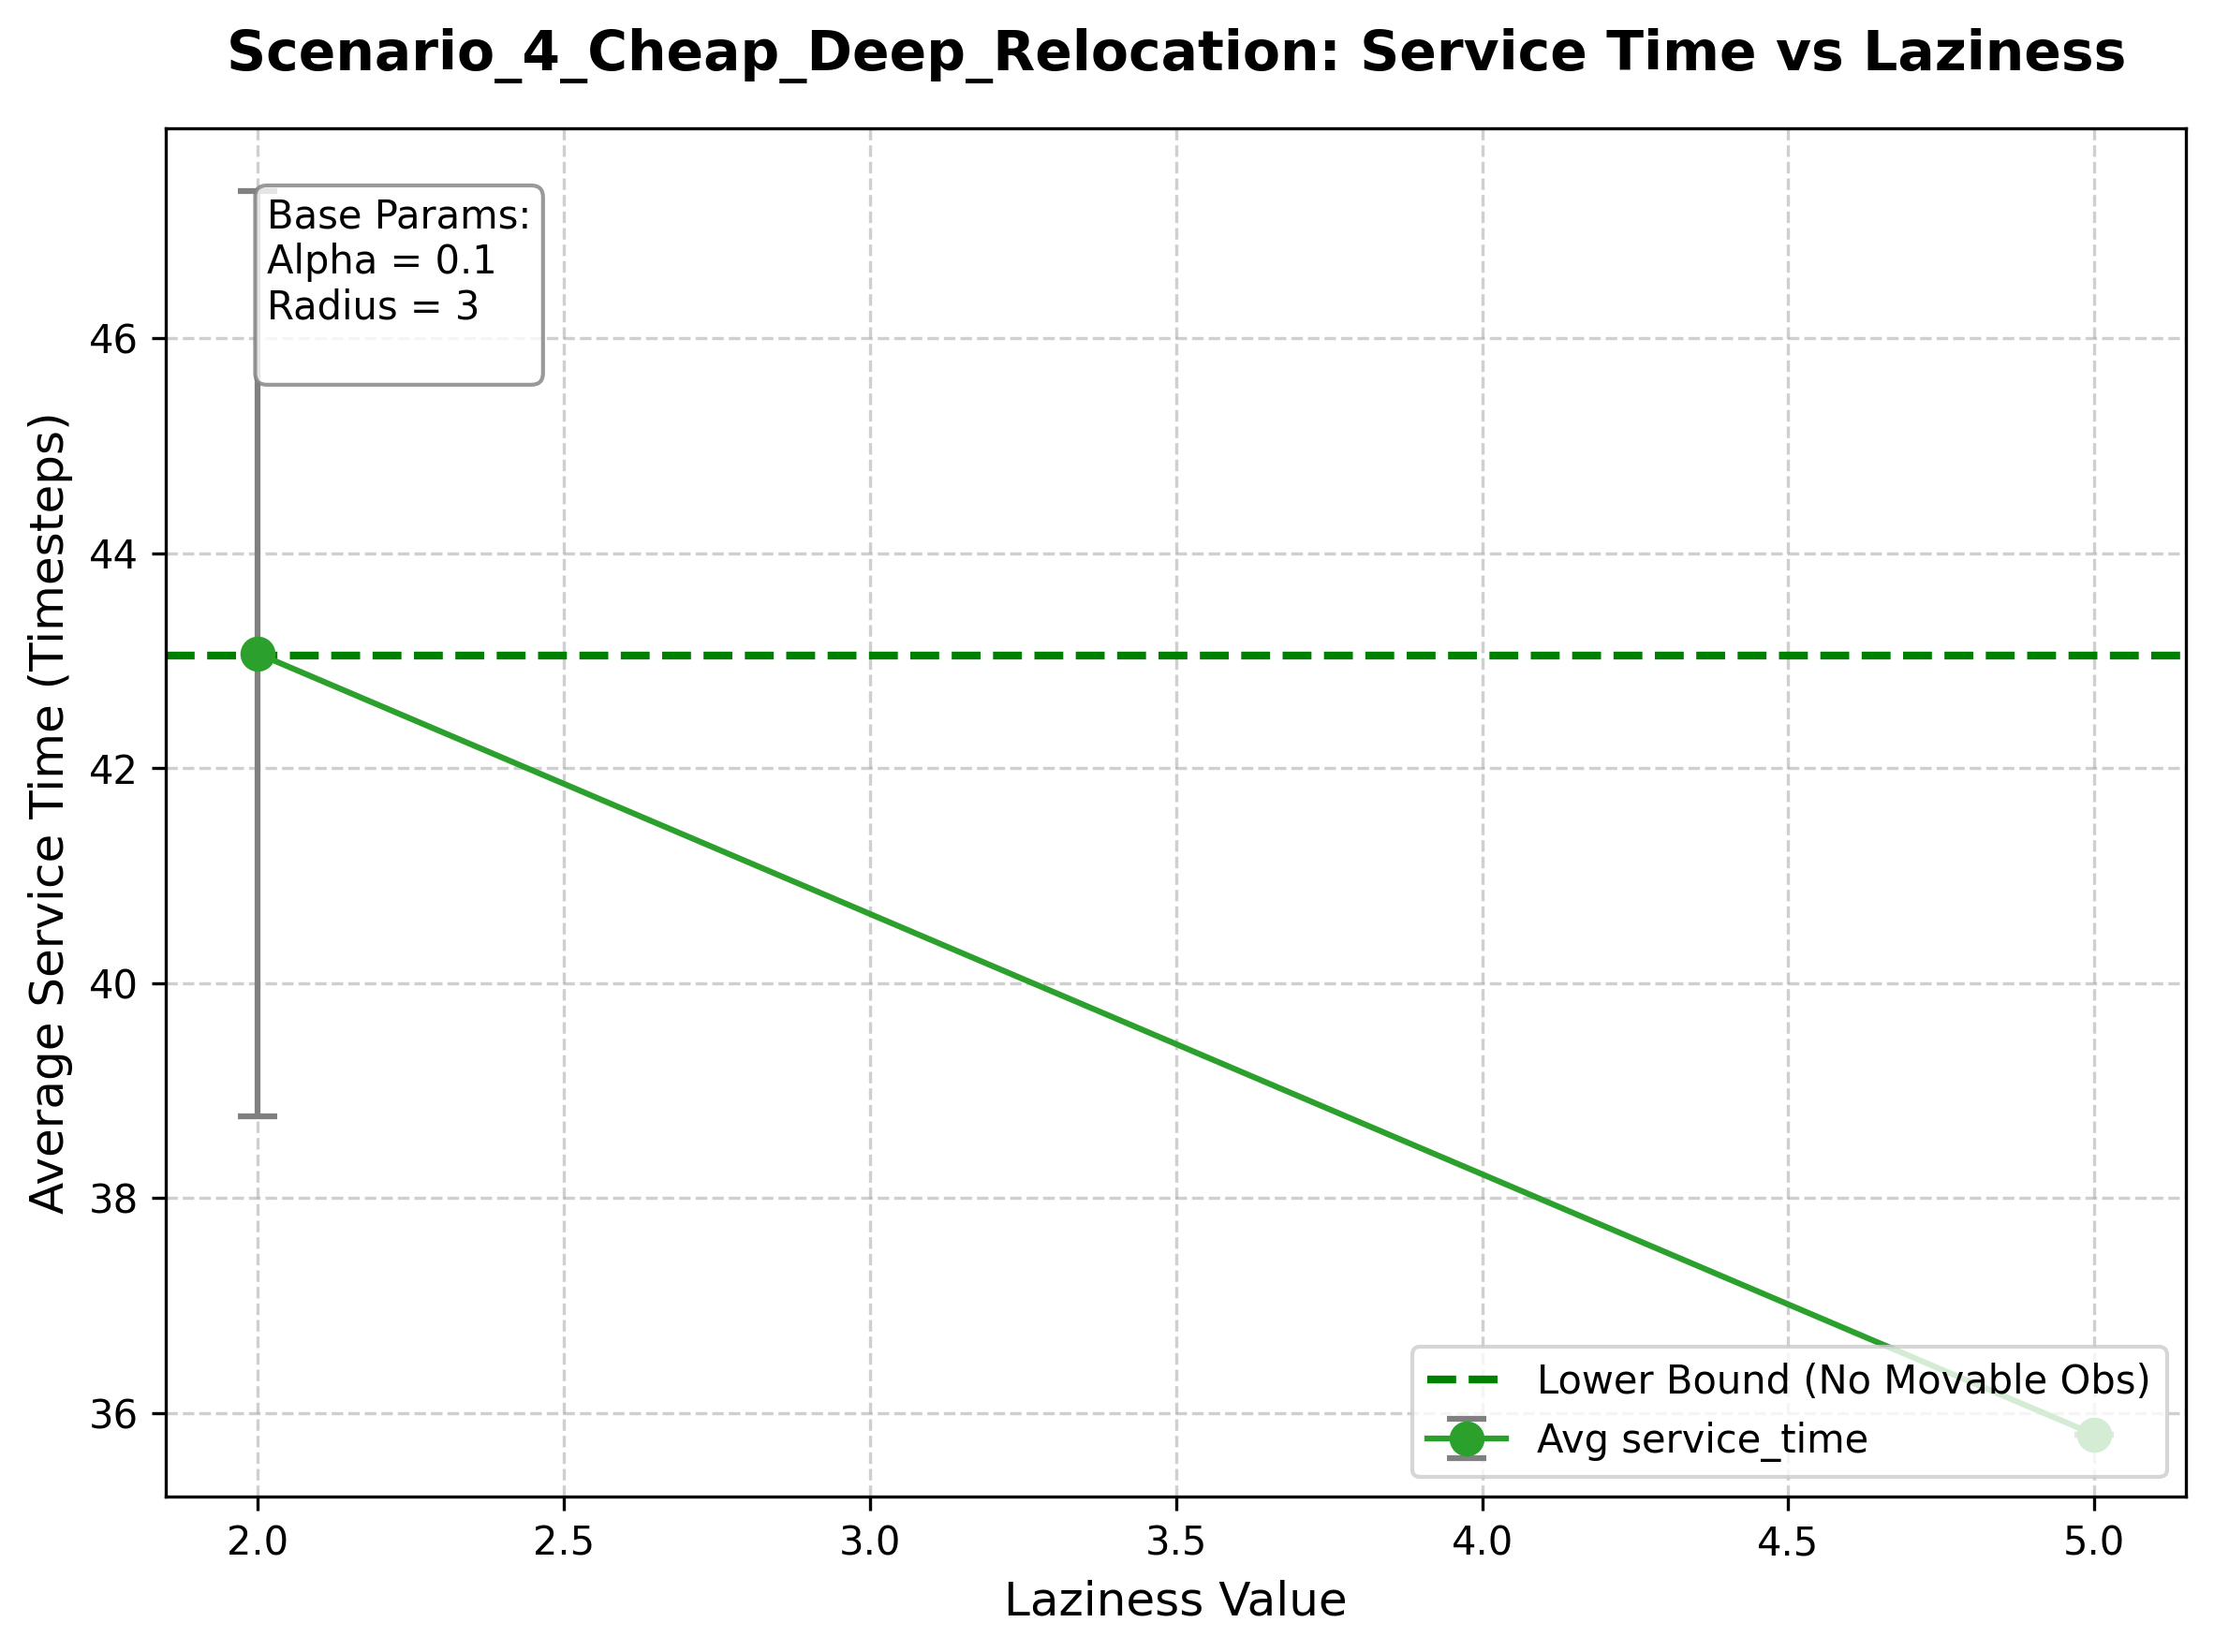 Scenario_4_Cheap_Deep_Relocation: Service Time vs Laziness
Base Params:
Alpha = 0.1
Radius = 3
Average Service Time (Timesteps)
46
44
42
40
38
36
Lower Bound (No Movable Obs)
Avg service_time
2.0 2.5 3.0 3.5 4.0 4.5 5.0
Laziness Value